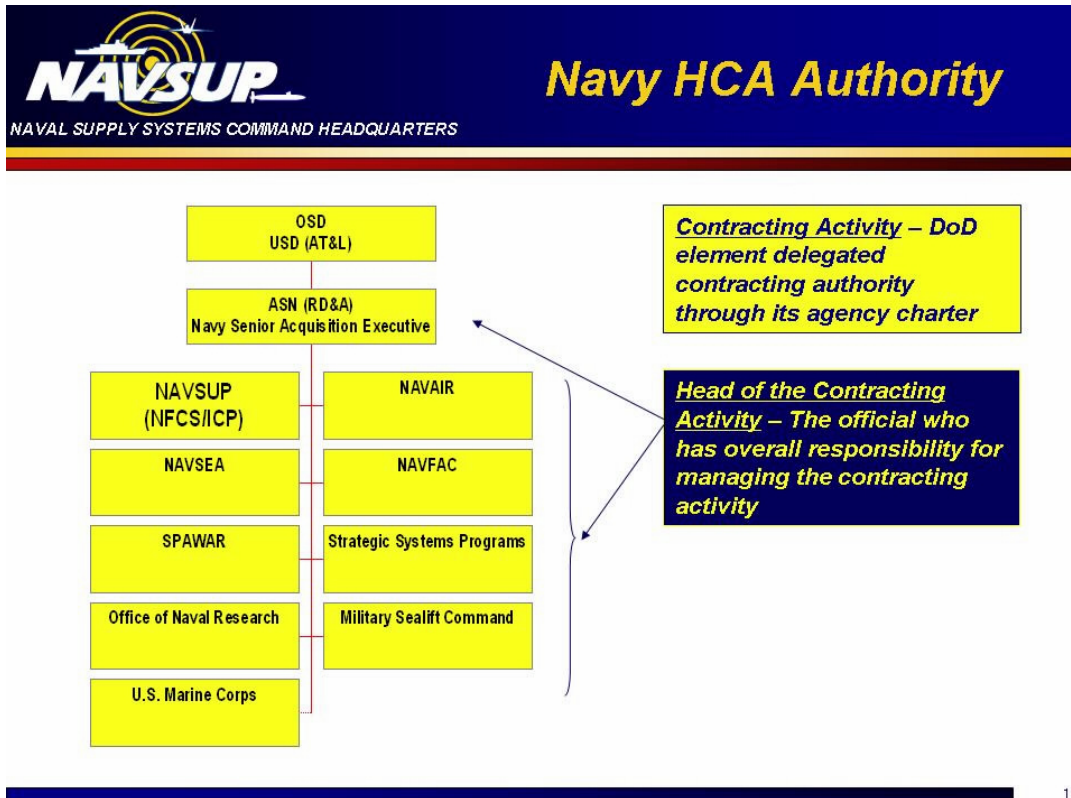 NAVSUP
NAVAL SUPPLY SYSTEMS COMMAND HEADQUARTERS
Navy HCA Authority
OSD
USD (AT&L)
ASN (RD&A)
Navy Senior Acquisition Executive
NAVSUP
(NFCS/ICP)
NAVAIR
NAVSEA
NAVFAC
SPAWAR
Strategic Systems Programs
Office of Naval Research
Military Sealift Command
U.S. Marine Corps
Contracting Activity – DoD
element delegated
contracting authority
through its agency charter
Head of the Contracting
Activity – The official who
has overall responsibility for
managing the contracting
activity
1